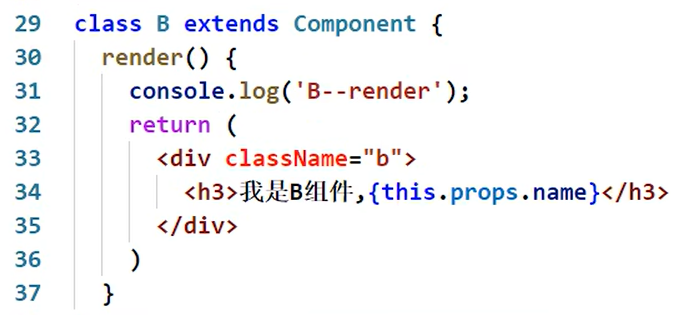 29 class B extends Component {
30   render() {
31     console.log('B--render');
32     return (
33       <div className="b">
34         <h3>我是B组件,{this.props.name}</h3>
35       </div>
36     )
37   }